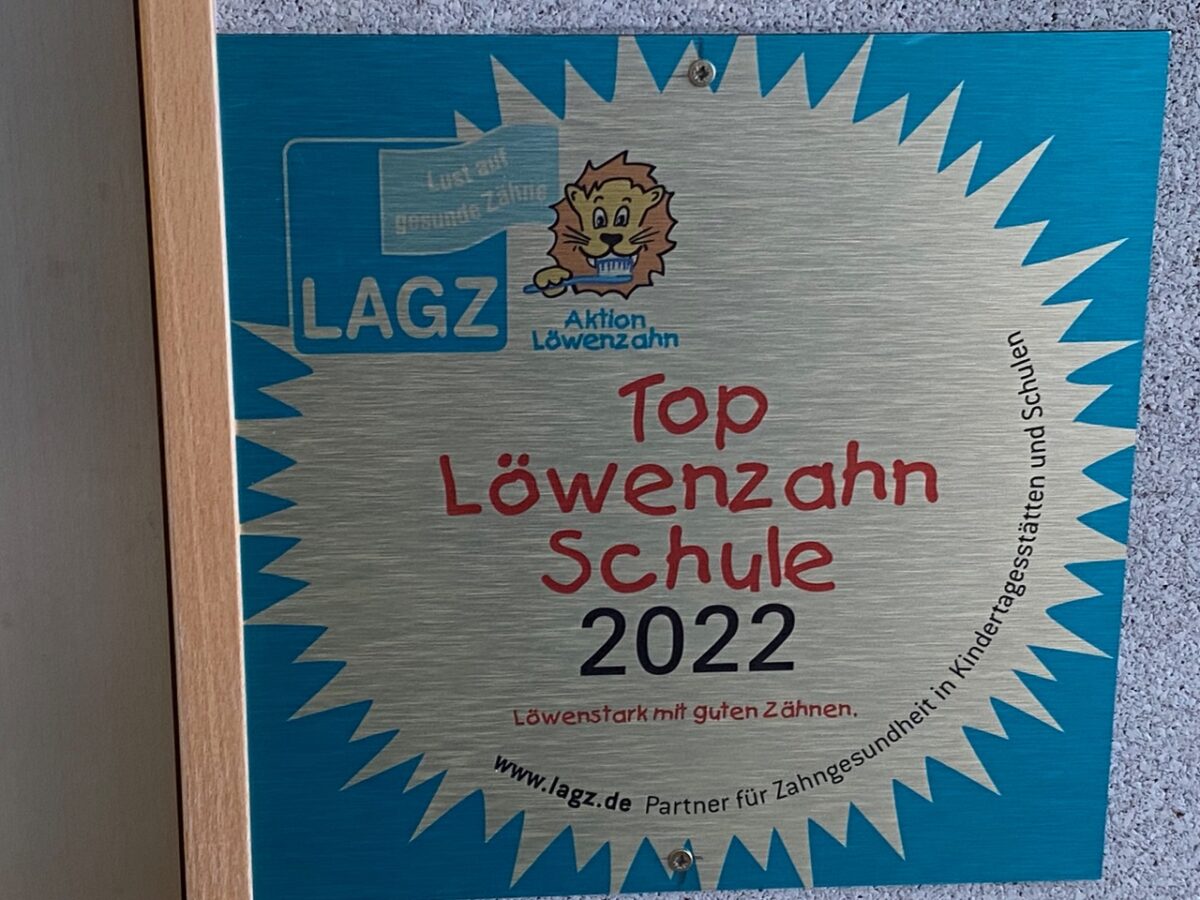 Lust auf
gesunde Zähne
LAGZ
Aktion
Löwenzahn
Top
Löwenzahn
Schule
2022
Löwenstark mit guten Zähnen.
www.lagz.de Partner für Zahngesundheit in Kindertagesstätten und Schulen